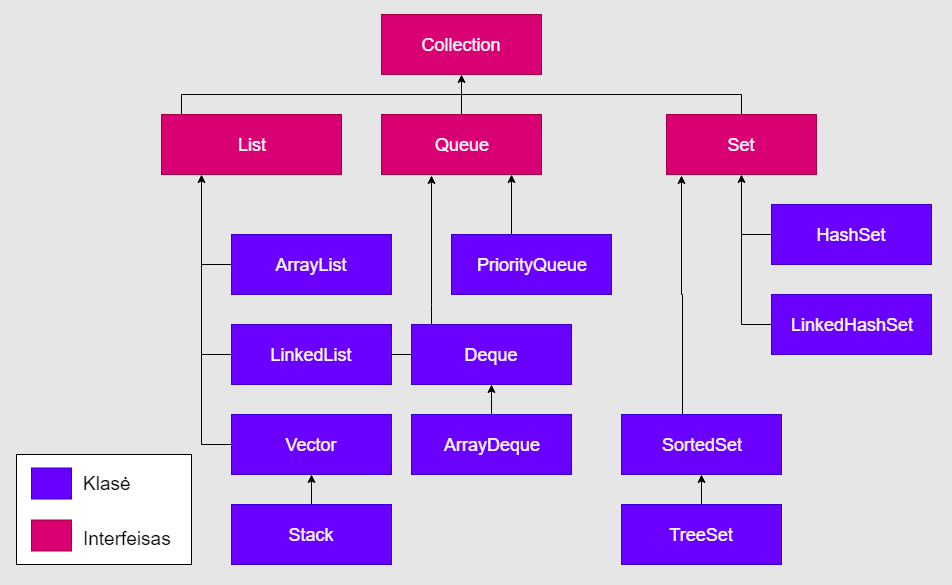 Collection
List
Queue
Set
HashSet
ArrayList
PriorityQueue
LinkedHashSet
LinkedList
Deque
Vector
ArrayDeque
SortedSet
Klasė
Stack
TreeSet
Interfeisas